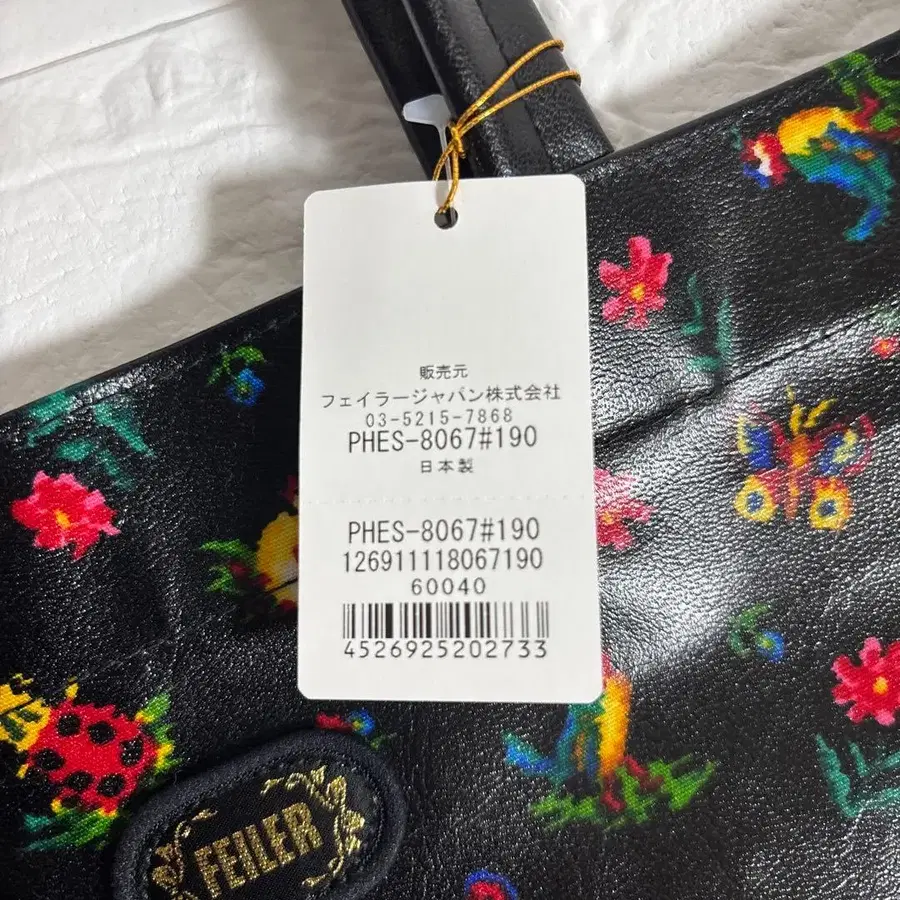 販売元
フェイラージャパン株式会社
03-5215-7868
PHES-8067#190
日本製
PHES-8067#190
126911118067190
60040
4526925202733
FEILER